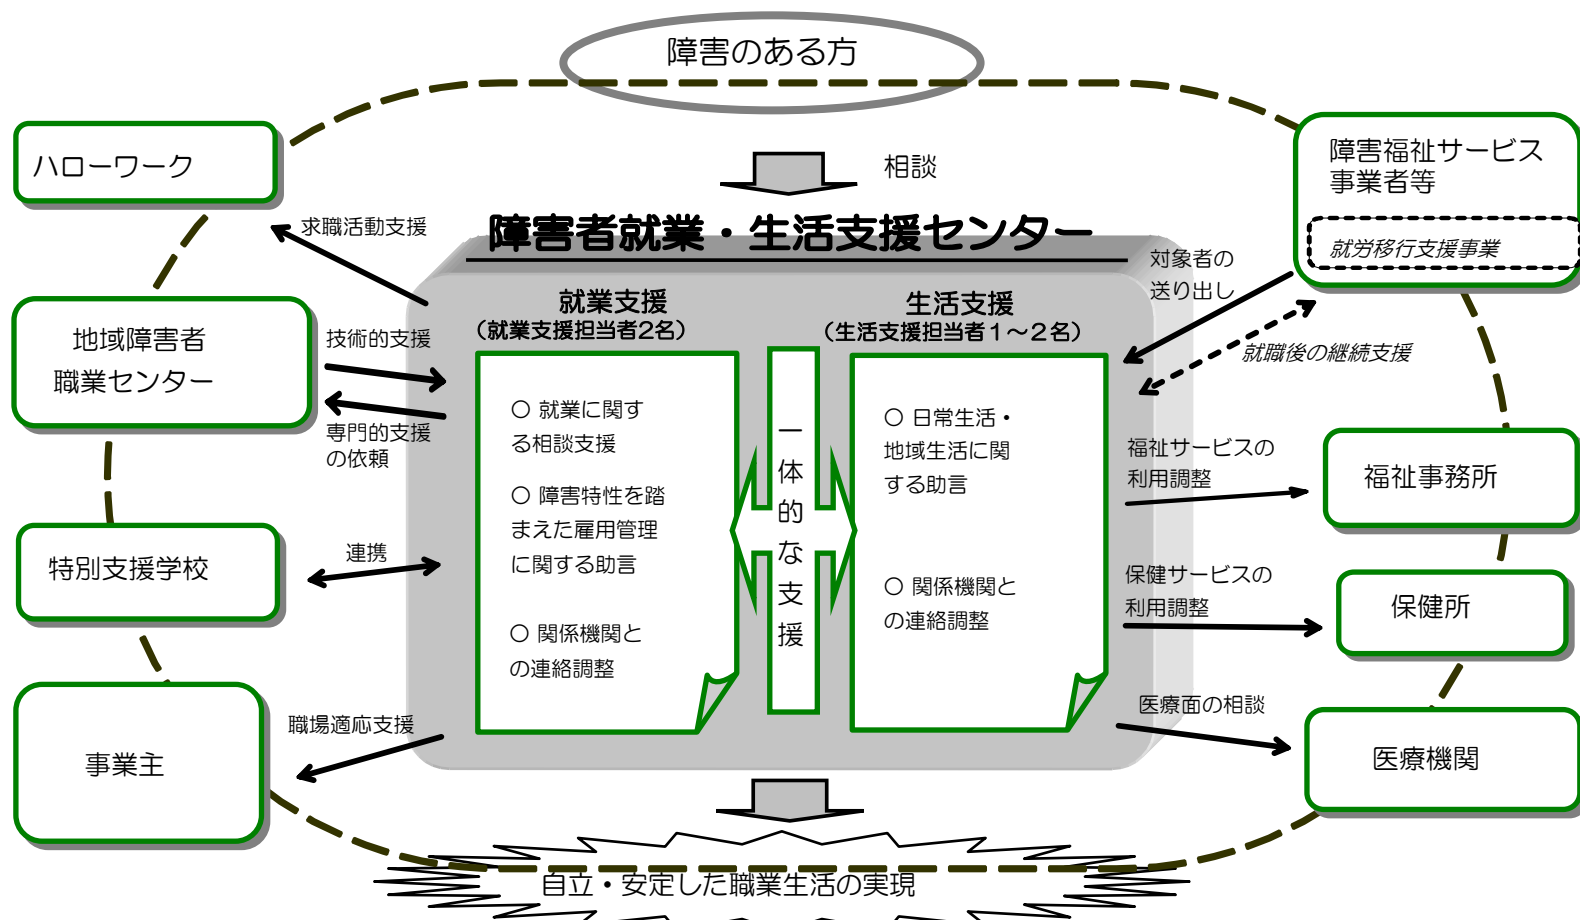 障害のある方
相談
障害者就業・生活支援センター
ハローワーク
求職活動支援
地域障害者
職業センター
技術的支援
専門的支援
の依頼
特別支援学校
連携
事業主
職場適応支援
就業支援
(就業支援担当者2名)
○ 就業に関す
る相談支援
○ 障害特性を踏
まえた雇用管理
に関する助言
○ 関係機関と
の連絡調整
一体的な支援
生活支援
(生活支援担当者1～2名)
○ 日常生活・
地域生活に関
する助言
○ 関係機関と
の連絡調整
障害福祉サービス
事業者等
就労移行支援事業
対象者の
送り出し
就職後の継続支援
福祉サービスの
利用調整
福祉事務所
保健サービスの
利用調整
保健所
医療面の相談
医療機関
自立・安定した職業生活の実現